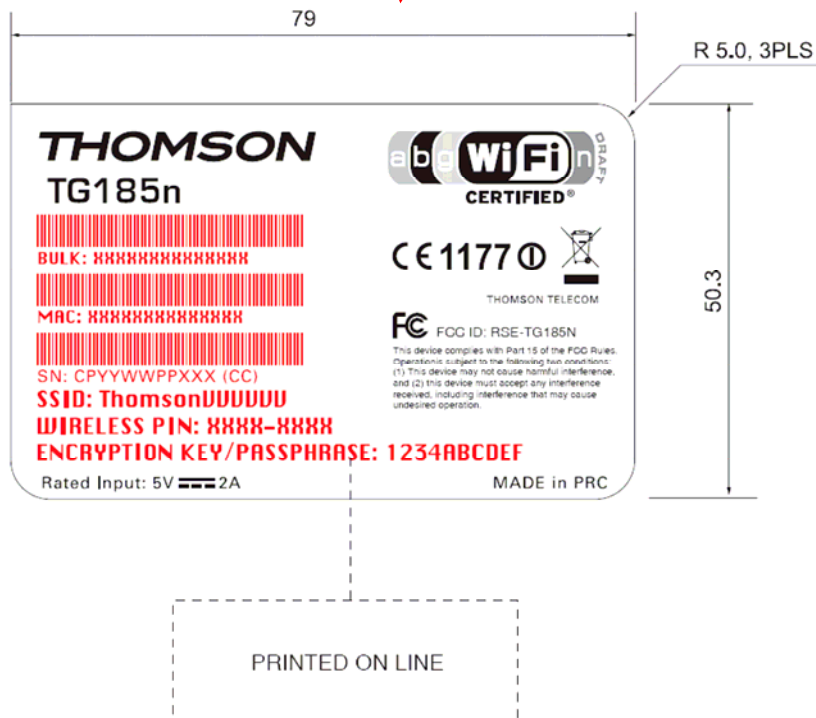 79
R 5.0, 3PLS
THOMSON
TG185n
a b g WiFi n DRAFT
CERTIFIED®
BULK: XXXXXXXXXXXXXX
CE1177
MAC: XXXXXXXXXXXXXX
THOMSON TELECOM
50.3
FC FCC ID: RSE-TG185N
This device complies with Part 15 of the FCC Rules.
Operation is subject to the following two conditions:
(1) This device may not cause harmful interference,
and (2) this device must accept any interference
received, including interference that may cause
undesired operation.
SN: CPYYWWPPXXX (CC)
SSID: ThomsonUUUUUU
WIRELESS PIN: XXXX-XXXX
ENCRYPTION KEY/PASSPHRASE: 1234ABCDEF
Rated Input: 5V 2A
MADE in PRC
PRINTED ON LINE